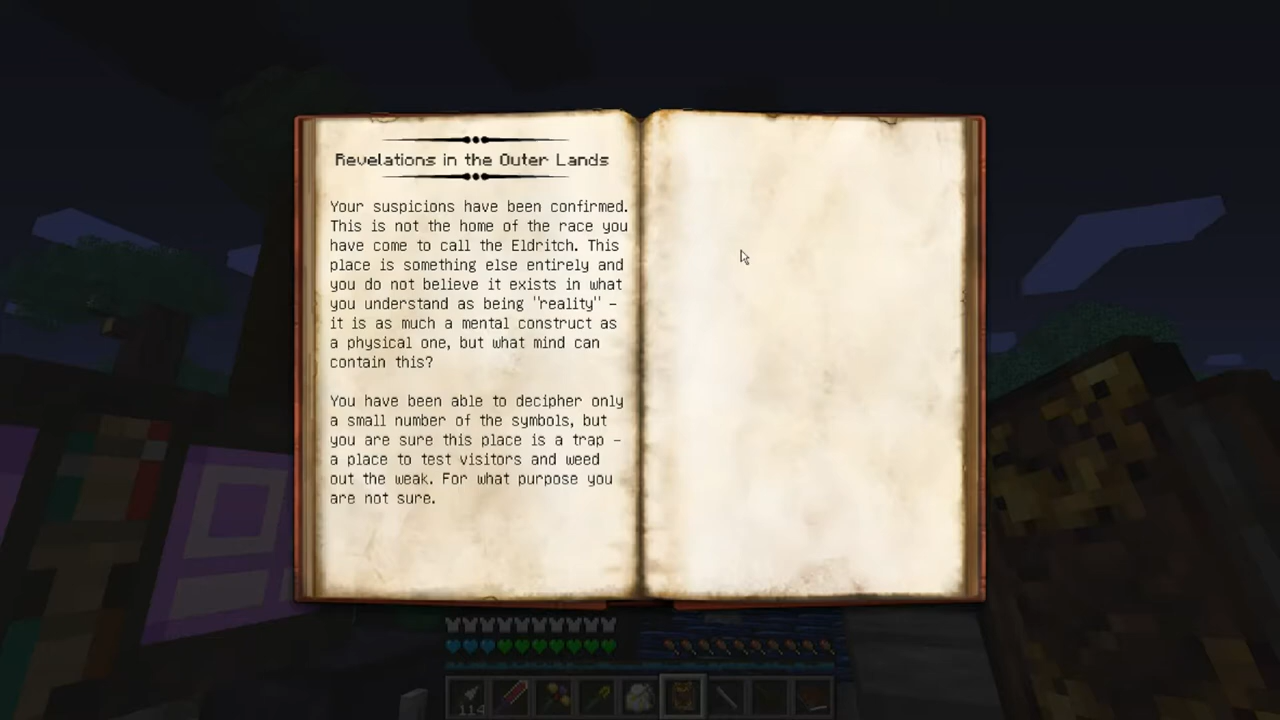 Revelations in the Outer Lands
Your suspicions have been confirmed.
This is not the home of the race you
have come to call the Eldritch. This
place is something else entirely and
you do not believe it exists in what
you understand as being "reality" -
it is as much a mental construct as
a physical one, but what mind can
contain this?
You have been able to decipher only
a small number of the symbols, but
you are sure this place is a trap -
a place to test visitors and weed
out the weak. For what purpose you
are not sure.
114